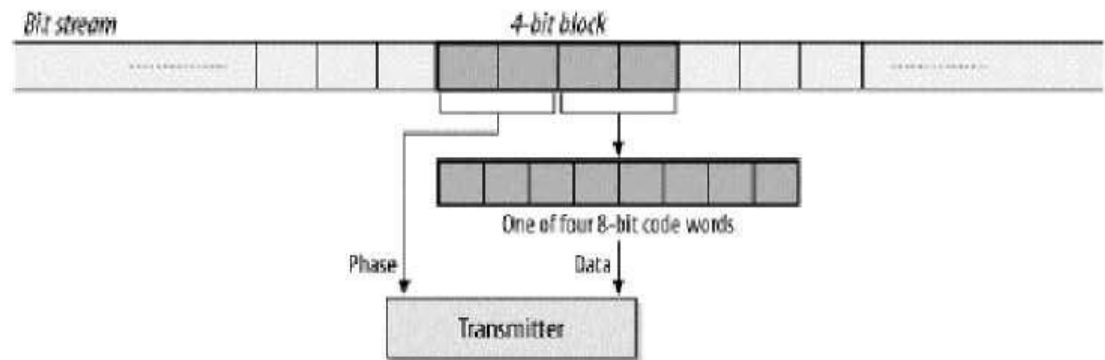 Bit stream
4-bit block
One of four 8-bit code words
Phase
Data
Transmitter